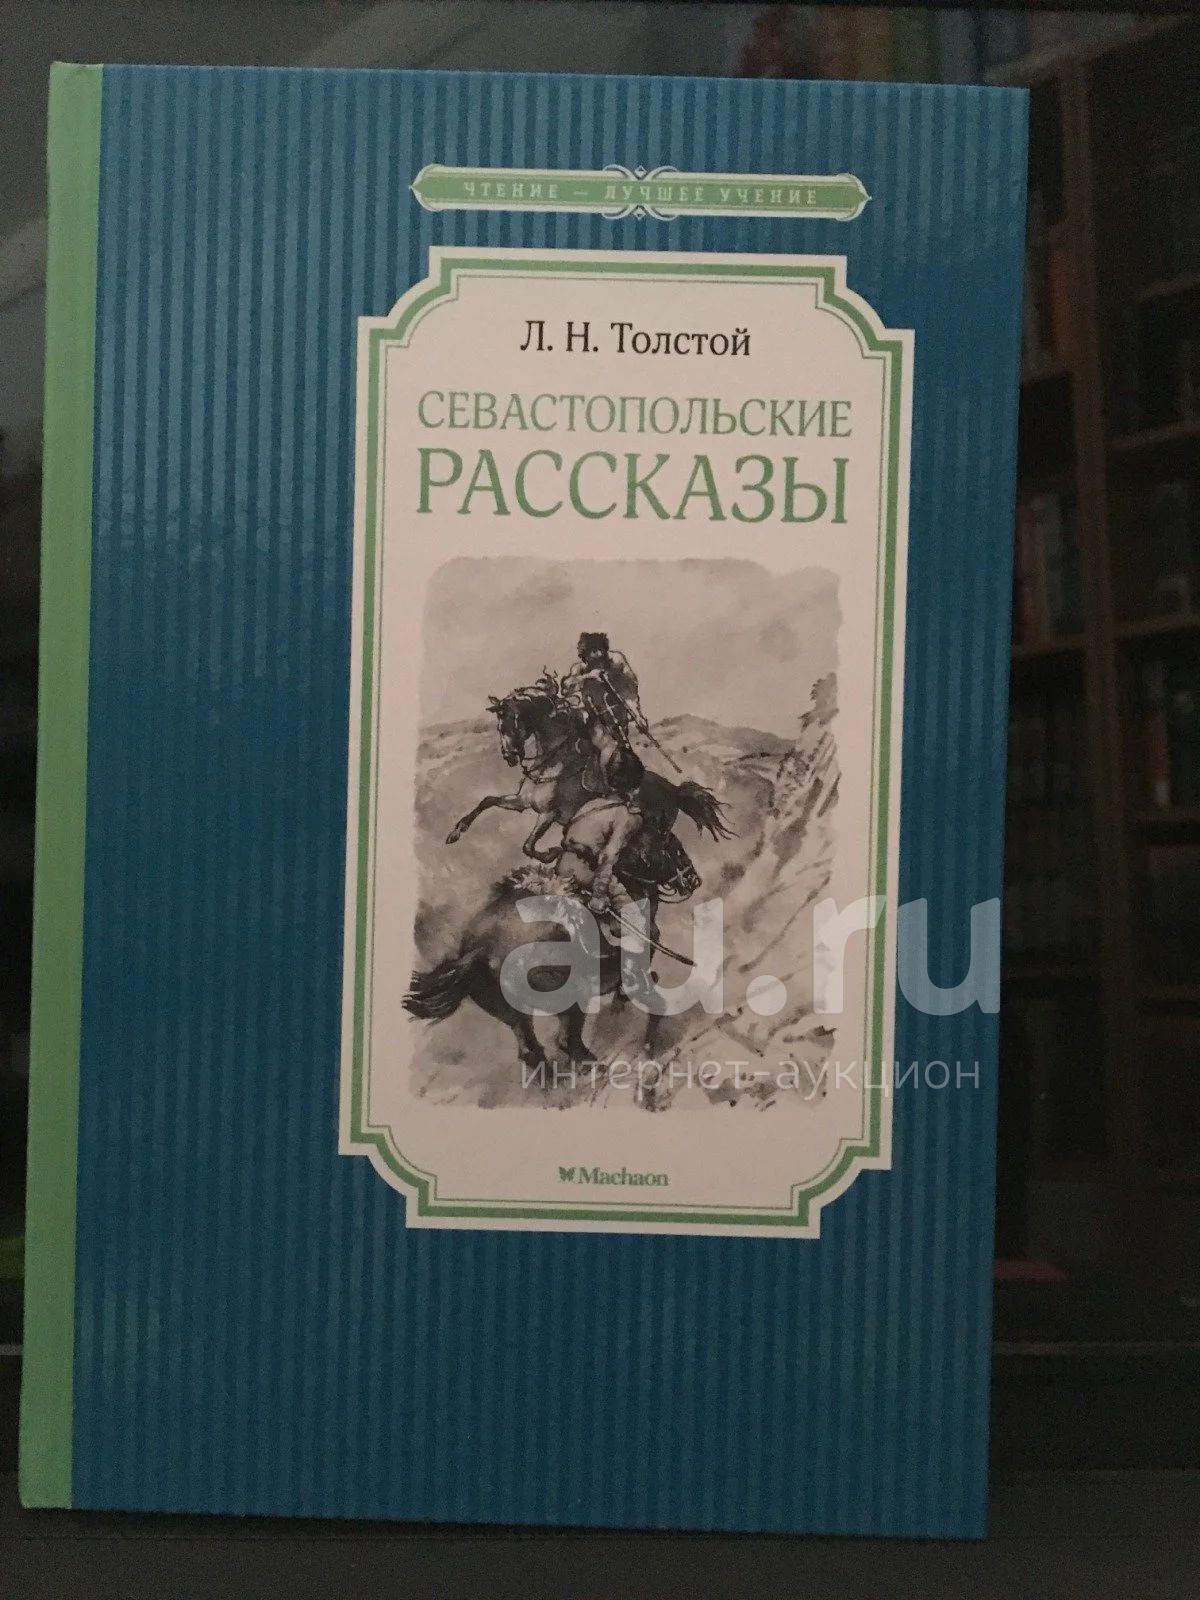 ЧТЕНИЕ — ЛУЧШЕЕ УЧЕНИЕ
Л. Н. Толстой
СЕВАСТОПОЛЬСКИЕ
РАССКАЗЫ
au.ru
интернет-аукцион
Machaon